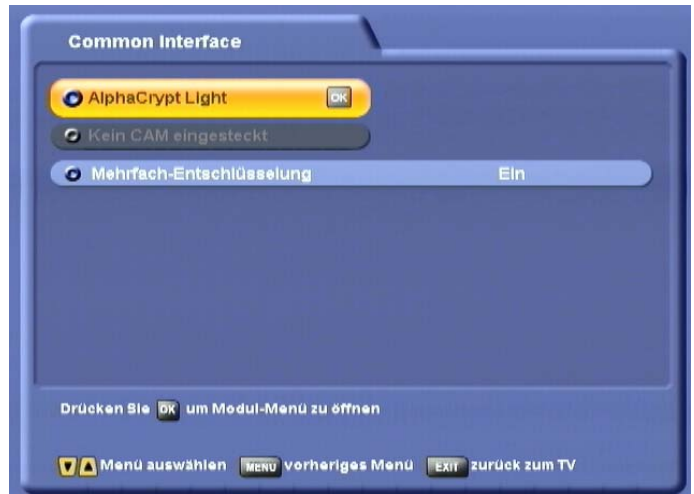 Common Interface
AlphaCrypt Light OK
Kein CAM eingesteckt
Mehrfach-Entschlüsselung Ein
Drücken Sie OK um Modul-Menü zu öffnen
Menü auswählen MENU vorheriges Menü EXIT zurück zum TV